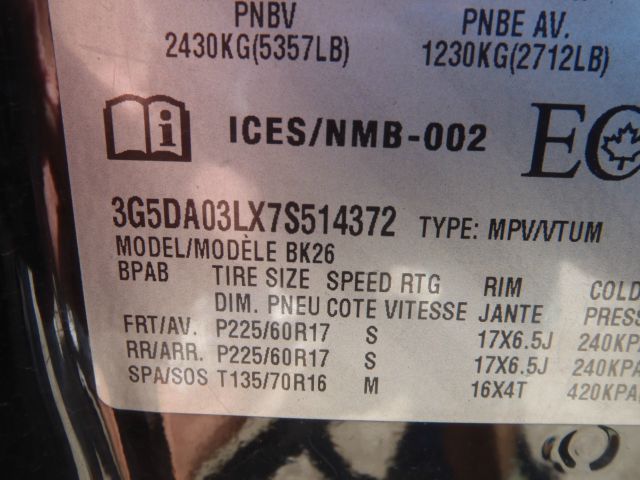 PNBV PNBE AV.
2430KG(5357LB) 1230KG(2712LB)
i ICES/NMB-002 EC
3G5DA03LX7S514372 TYPE: MPV/VTUM
MODEL/MODÈLE BK26
BPAB TIRE SIZE SPEED RTG RIM COLD
DIM. PNEU COTE VITESSE JANTE PRESS
FRT/AV. P225/60R17 S 17X6.5J 240KPA
RR/ARR. P225/60R17 S 17X6.5J 240KPA
SPA/SOS T135/70R16 M 16X4T 420KPA